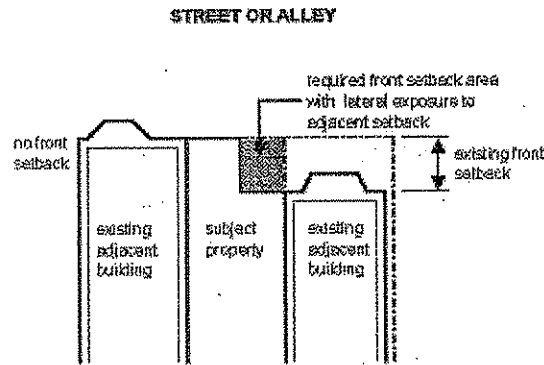 STREET OR ALLEY
required front setback area
with lateral exposure to
adjacent setback
no front
setback
existing front
setback
existing
adjacent
building
subject
property
existing
adjacent
building